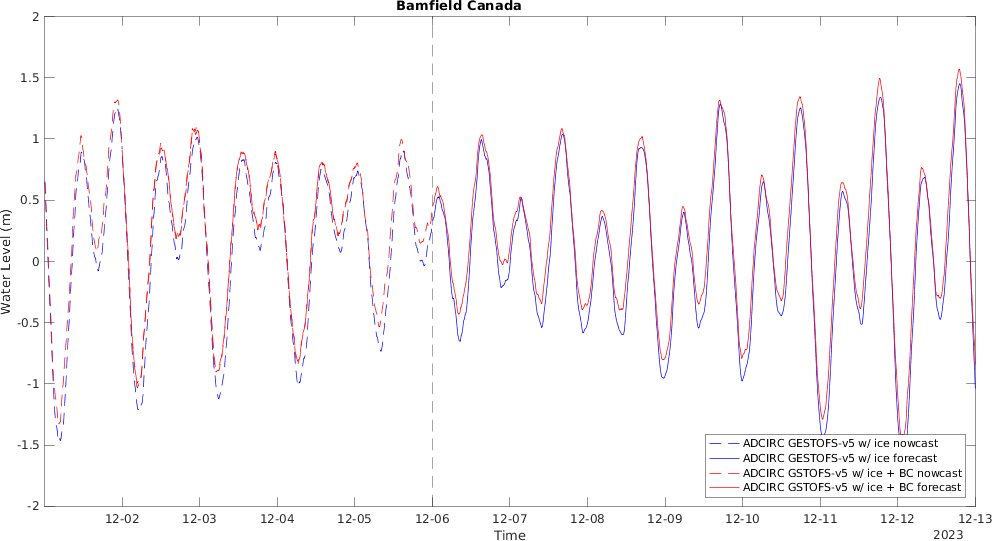 Bamfield Canada
2
1.5
1
0.5
0
-0.5
-1
-1.5
-2
Water Level (m)
ADCIRC GESTOFS-v5 w/ ice nowcast
ADCIRC GESTOFS-v5 w/ ice forecast
ADCIRC GSTOFS-v5 w/ ice + BC nowcast
ADCIRC GSTOFS-v5 w/ ice + BC forecast
12-02 12-03 12-04 12-05 12-06 12-07 12-08 12-09 12-10 12-11 12-12 12-13
Time
2023